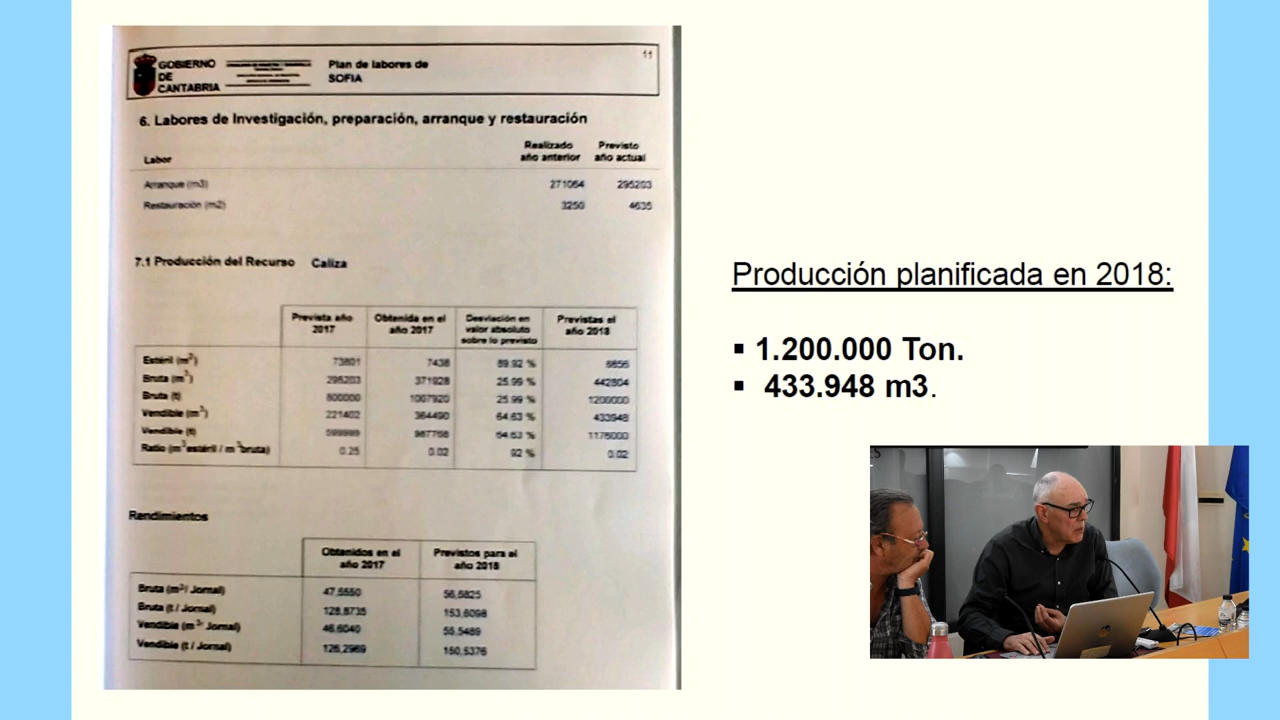 GOBIERNO
DE
CANTABRIA
Plan de labores de
SOFIA
11
6. Labores de Investigación, preparación, arranque y restauración
Labor Realizado año anterior Previsto año actual
Arranque (m3) 271064 295203
Restauración (m2) 3250 4635
7.1 Producción del Recurso Caliza
Prevista año 2017 Obtenida en el año 2017 Desviación en valor absoluto sobre lo previsto Previstas el año 2018
Estéril (m³) 73801 7438 89.92 % 8856
Bruta (m³) 295203 371928 25.99 % 442804
Bruta (t) 800000 1007920 25.99 % 1200000
Vendible (m³) 221402 364490 64.63 % 433948
Vendible (t) 599999 987768 64.63 % 1176000
Ratio (m³estéril / m³bruta) 0.25 0.02 92 % 0.02
Rendimientos
Obtenidos en el año 2017 Previstos para el año 2018
Bruta (m³/ Jornal) 47,5550 56,6825
Bruta (t / Jornal) 128,8735 153,6098
Vendible (m³/ Jornal) 46,6040 55,5489
Vendible (t / Jornal) 126,2969 150,5376
Producción planificada en 2018:
▪ 1.200.000 Ton.
▪ 433.948 m3.
ES